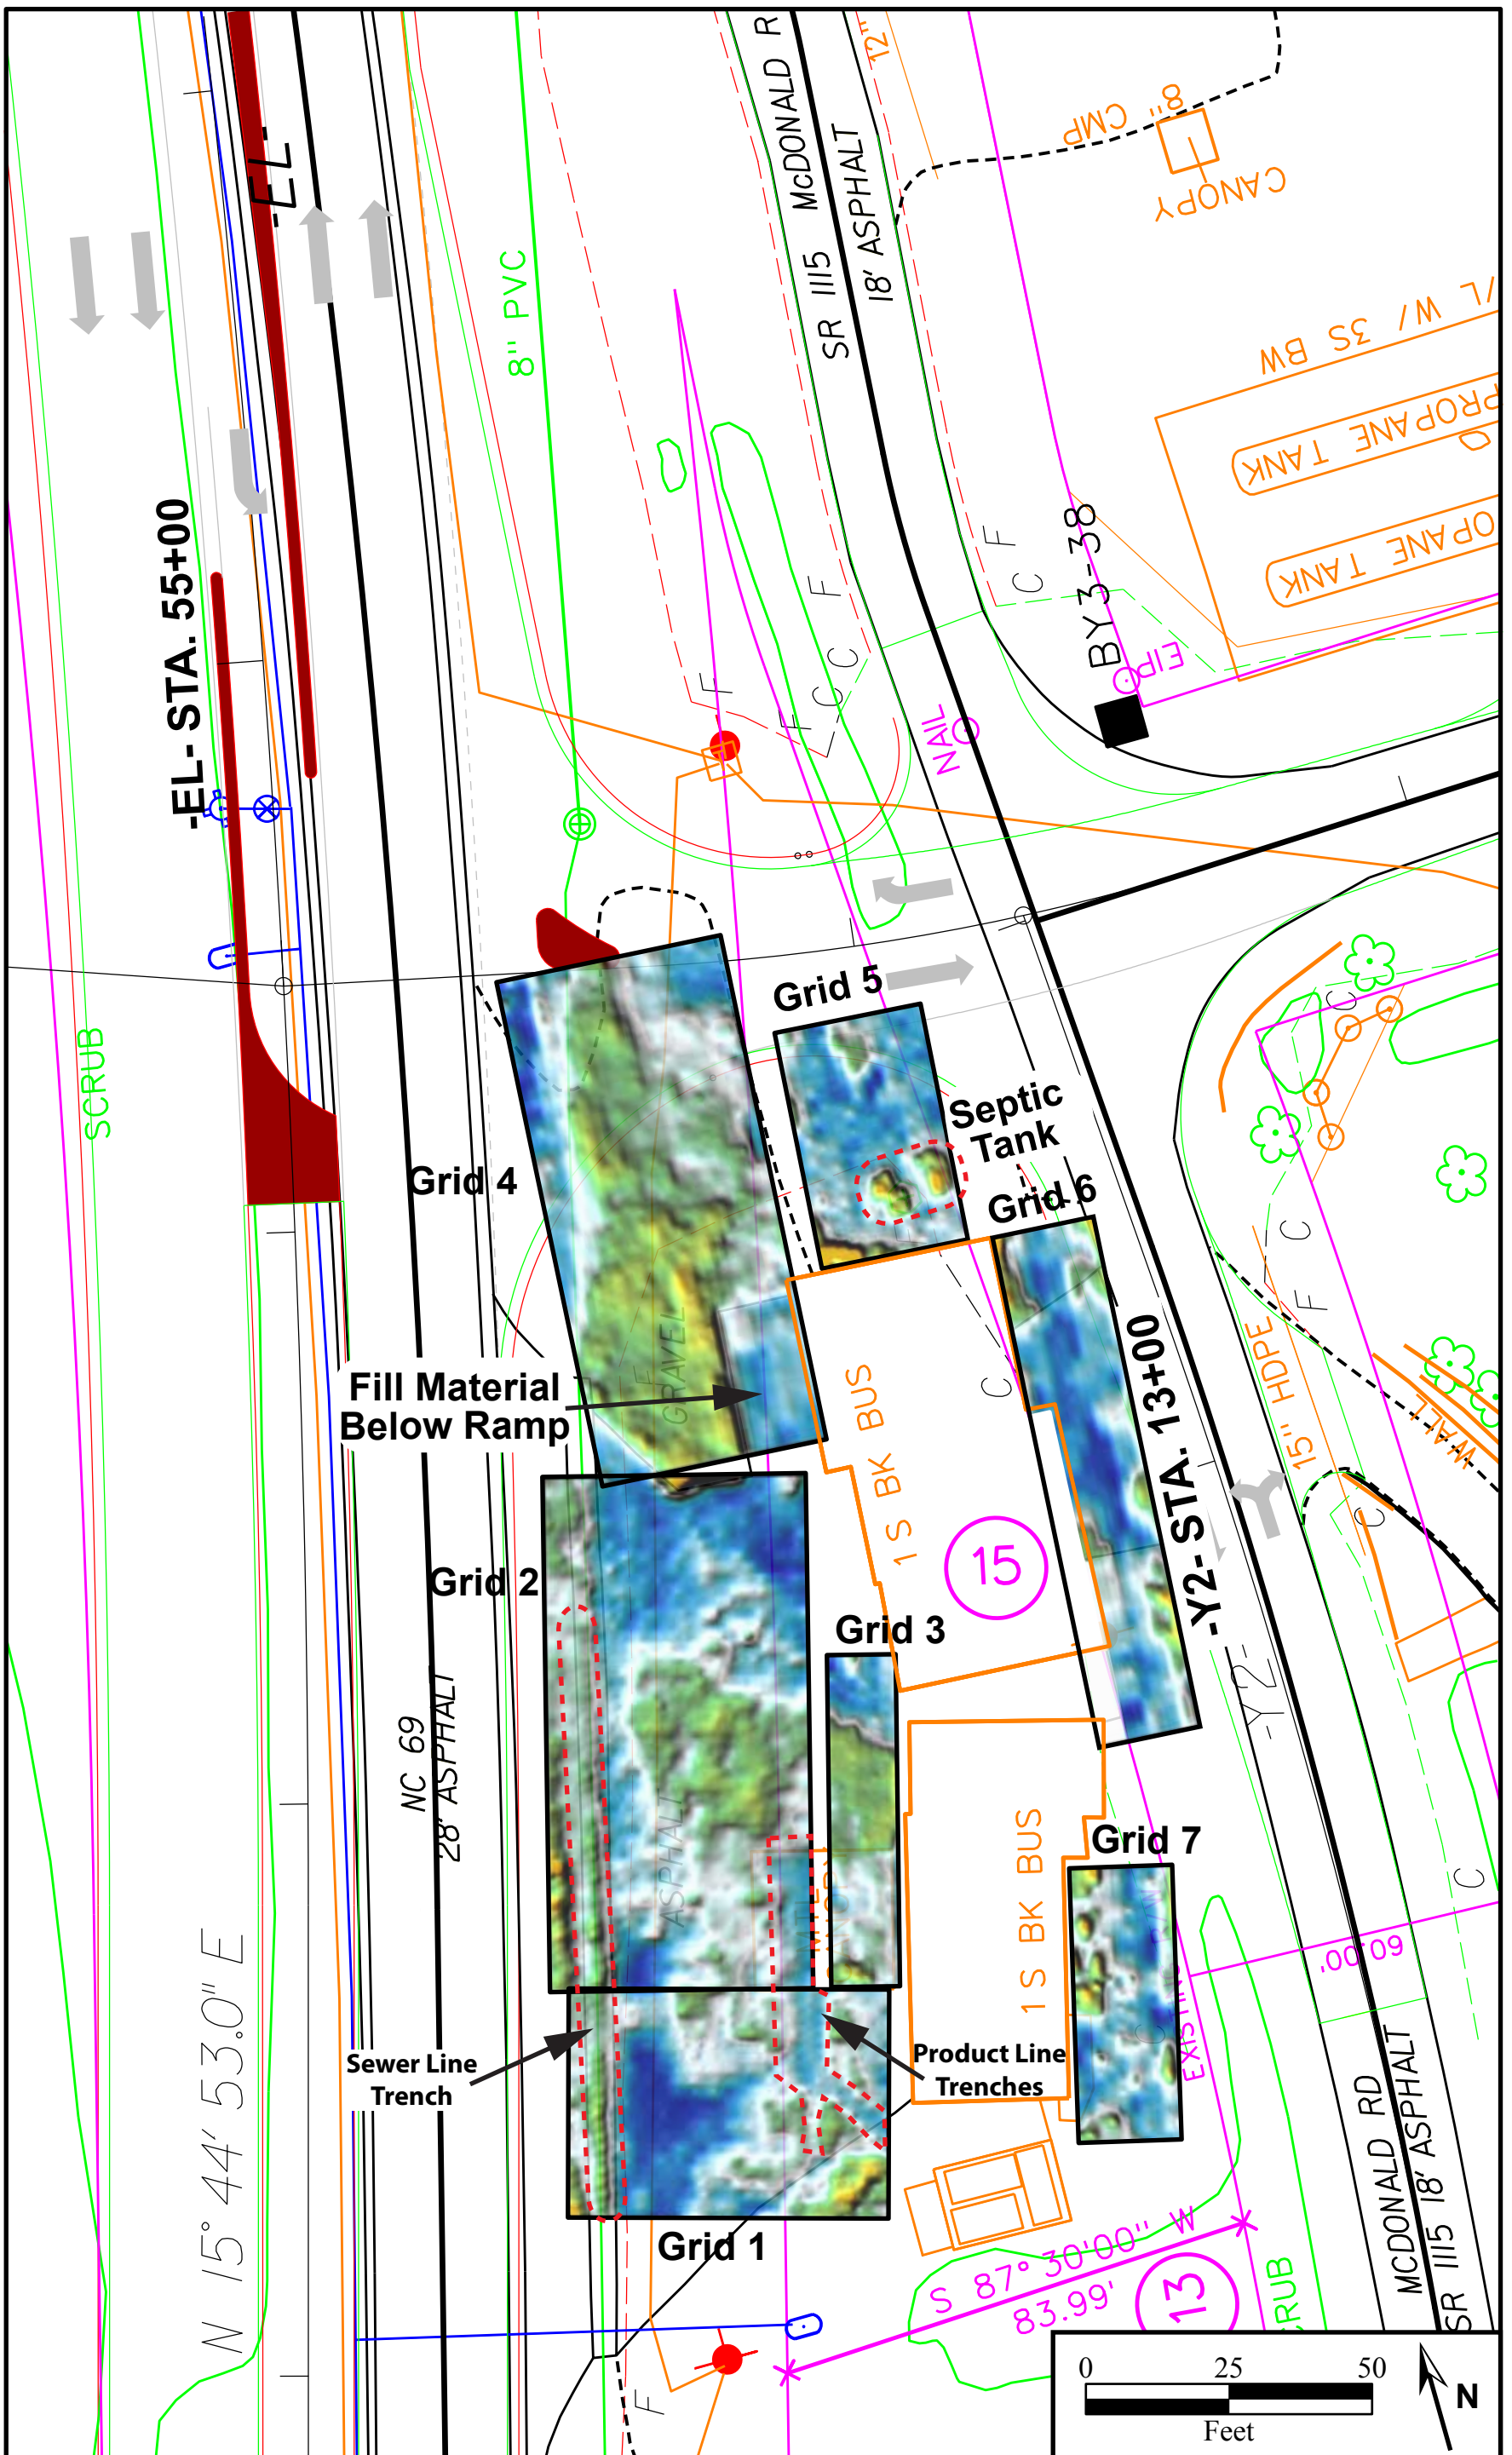 McDONALD R
SR 1115
18' ASPHALT
12"
8" CMP
CANOPY
-EL-
8" PVC
/L W/ 3S BW
PROPANE TANK
OPANE TANK
-EL- STA. 55+00
F
C
BY3-38
EIP
F
C
F
C
F
NAIL
Grid 5
Septic
Tank
Grid 4
Grid 6
SCRUB
C
C
F
GRAVEL
Fill Material
Below Ramp
1S BK BUS
C
15" HDPE
WALL
C
-Y2- STA. 13+00
15
Grid 2
Grid 3
NC 69
28' ASPHALT
ASPHALT
-Y2-
1S BK BUS
Grid 7
C
60.00'
N 15° 44' 53.0" E
Sewer Line
Trench
Product Line
Trenches
MCDONALD RD
SR 1115 18' ASPHALT
Grid 1
S 87° 30'00" W
83.99'
13
CRUB
F
0 25 50
Feet
N